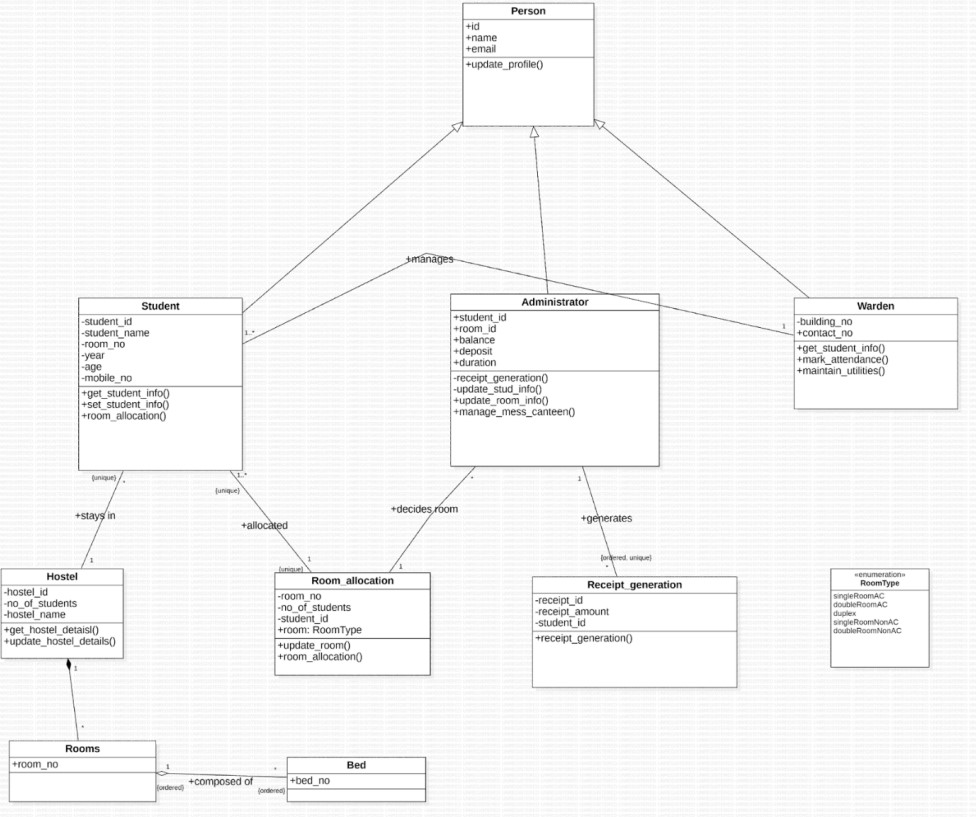 Person
+id
+name
+email
+update_profile()
+manages
Student
-student_id
-student_name
-room_no
-year
-age
-mobile_no
+get_student_info()
+set_student_info()
+room_allocation()
1..*
Administrator
+student_id
+room_id
+balance
+deposit
+duration
-receipt_generation()
-update_stud_info()
+update_room_info()
+manage_mess_canteen()
1
Warden
-building_no
+contact_no
+get_student_info()
+mark_attendance()
+maintain_utilities()
{unique}
*
+stays in
1
1..*
{unique}
+allocated
1
{unique}
*
+decides room
1
1
+generates
{ordered, unique}
*
Hostel
-hostel_id
-no_of_students
-hostel_name
+get_hostel_detaisl()
+update_hostel_details()
Room_allocation
-room_no
-no_of_students
-student_id
+room: RoomType
+update_room()
+room_allocation()
Receipt_generation
-receipt_id
-receipt_amount
-student_id
+receipt_generation()
«enumeration»
RoomType
singleRoomAC
doubleRoomAC
duplex
singleRoomNonAC
doubleRoomNonAC
1
*
Rooms
+room_no
1
{ordered}
+composed of
*
{ordered}
Bed
+bed_no